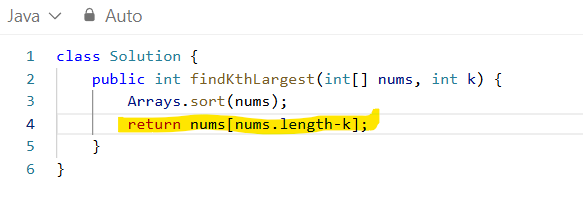 Java Auto
1 class Solution {
2 public int findKthLargest(int[] nums, int k) {
3 Arrays.sort(nums);
4 return nums[nums.length-k];
5 }
6 }